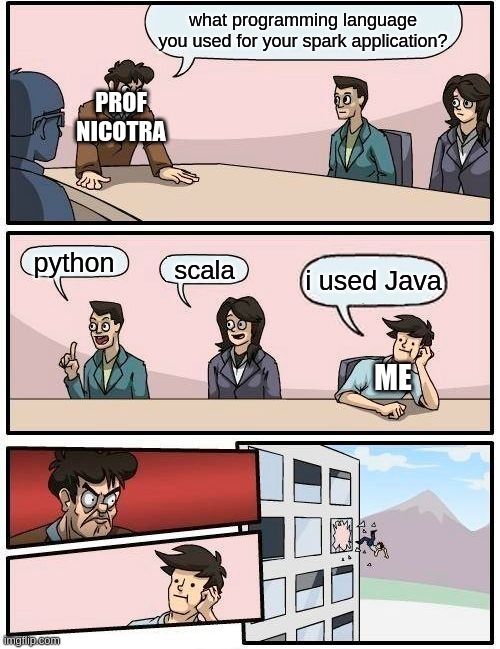 what programming language
you used for your spark application?
PROF
NICOTRA
python
scala
i used Java
ME
imgflip.com